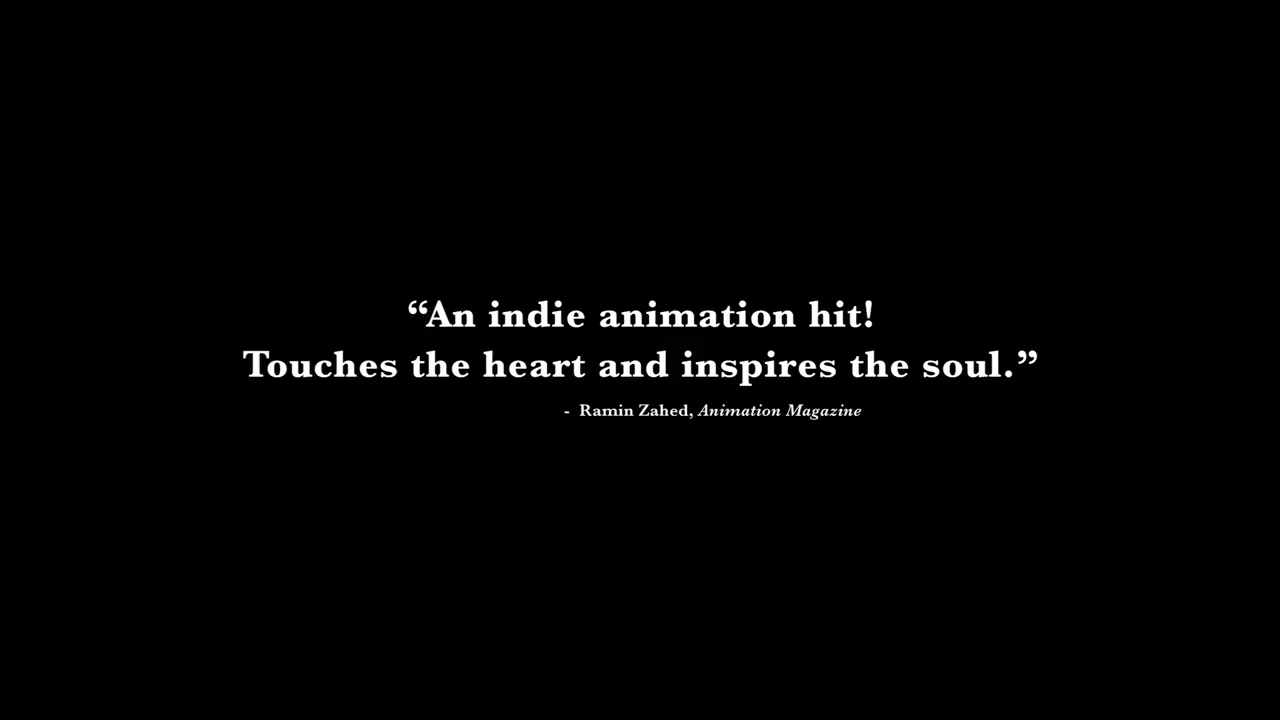 “An indie animation hit!
Touches the heart and inspires the soul.”
- Ramin Zahed, Animation Magazine